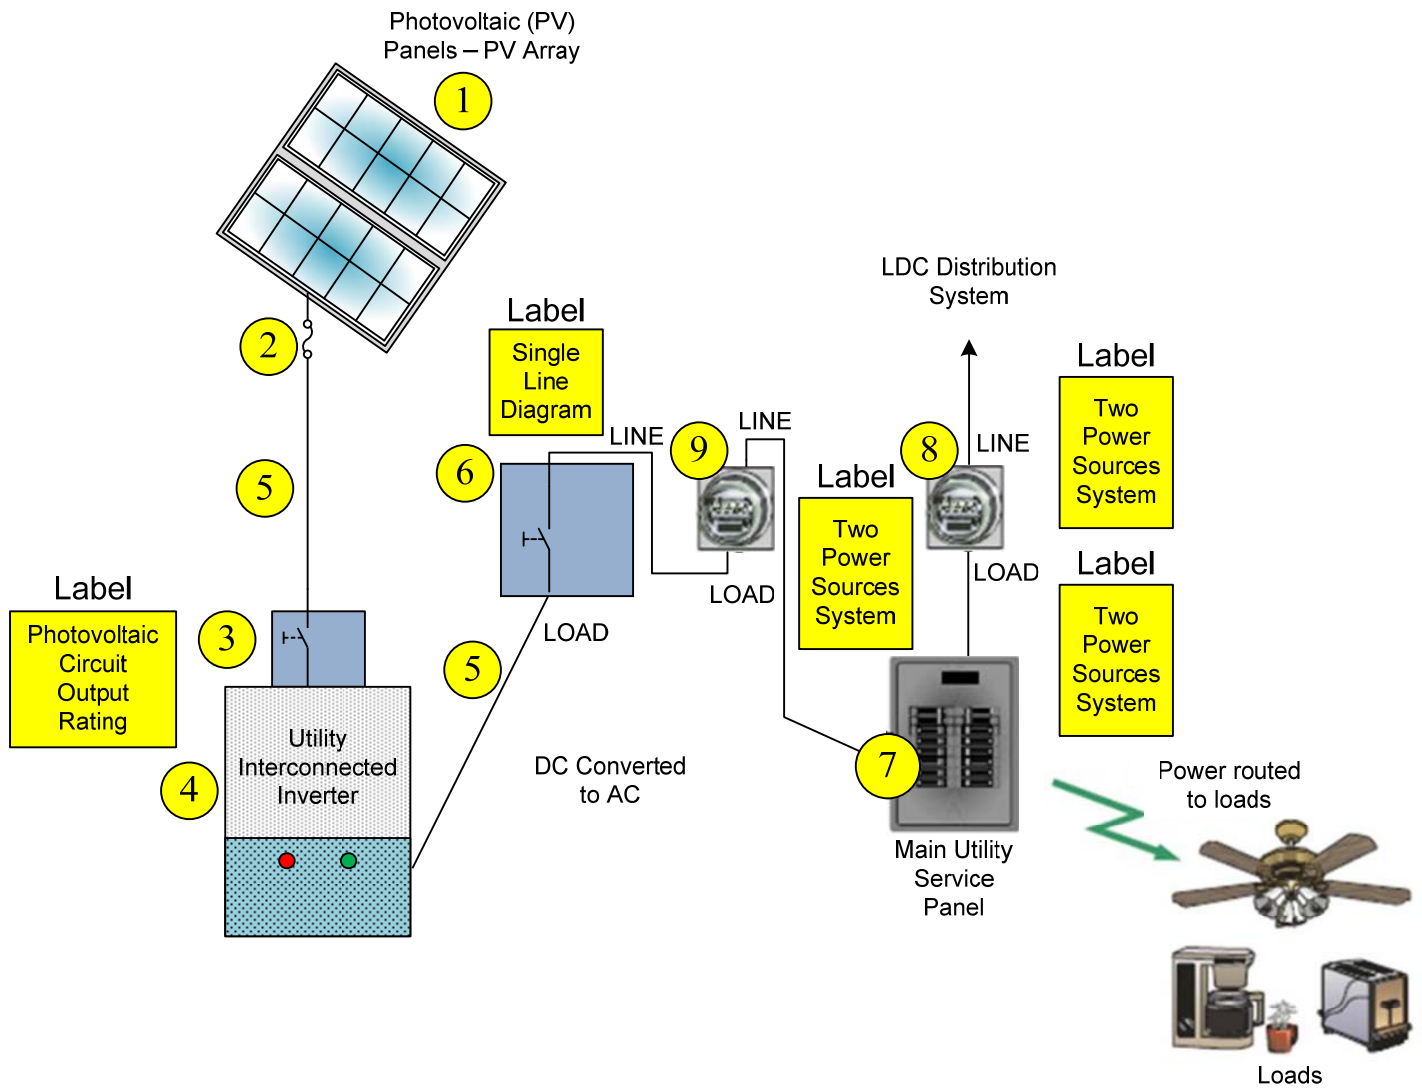 Photovoltaic (PV)
Panels – PV Array
1
2
LDC Distribution
System
Label
Single
Line
Diagram
Label
Two
Power
Sources
System
LINE
9
LINE
8
LINE
6
5
Label
Two
Power
Sources
System
LOAD
LOAD
Label
Two
Power
Sources
System
Label
Photovoltaic
Circuit
Output
Rating
3
LOAD
5
Utility
Interconnected
Inverter
4
DC Converted
to AC
7
Power routed
to loads
Main Utility
Service
Panel
Loads